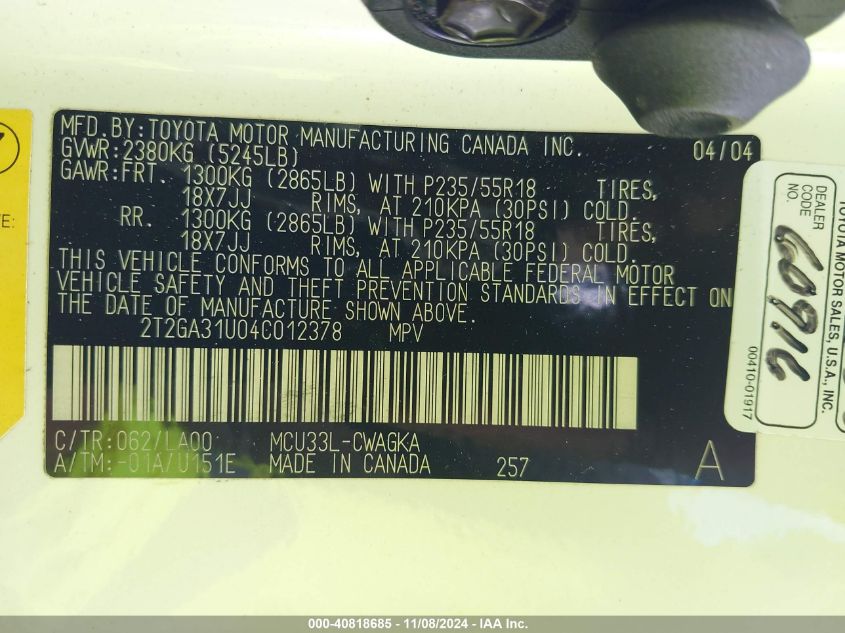 MFD.BY:TOYOTA MOTOR MANUFACTURING CANADA INC. 04/04
GVWR:2380KG (5245LB)
GAWR:FRT. 1300KG (2865LB) WITH P235/55R18 TIRES,
18X7JJ RIMS, AT 210KPA (30PSI) COLD.
RR. 1300KG (2865LB) WITH P235/55R18 TIRES,
18X7JJ RIMS, AT 210KPA (30PSI) COLD.
THIS VEHICLE CONFORMS TO ALL APPLICABLE FEDERAL MOTOR
VEHICLE SAFETY AND THEFT PREVENTION STANDARDS IN EFFECT ON
THE DATE OF MANUFACTURE SHOWN ABOVE.
2T2GA31U04C012378 MPV
C/TR:062/LA00 MCU33L-CWAGKA
A/TM:-01A/U151E MADE IN CANADA 257 A
TOYOTA MOTOR SALES, U.S.A., INC.
DEALER
CODE NO.
60916
00410-01917
000-40818685 - 11/08/2024 - IAA Inc.